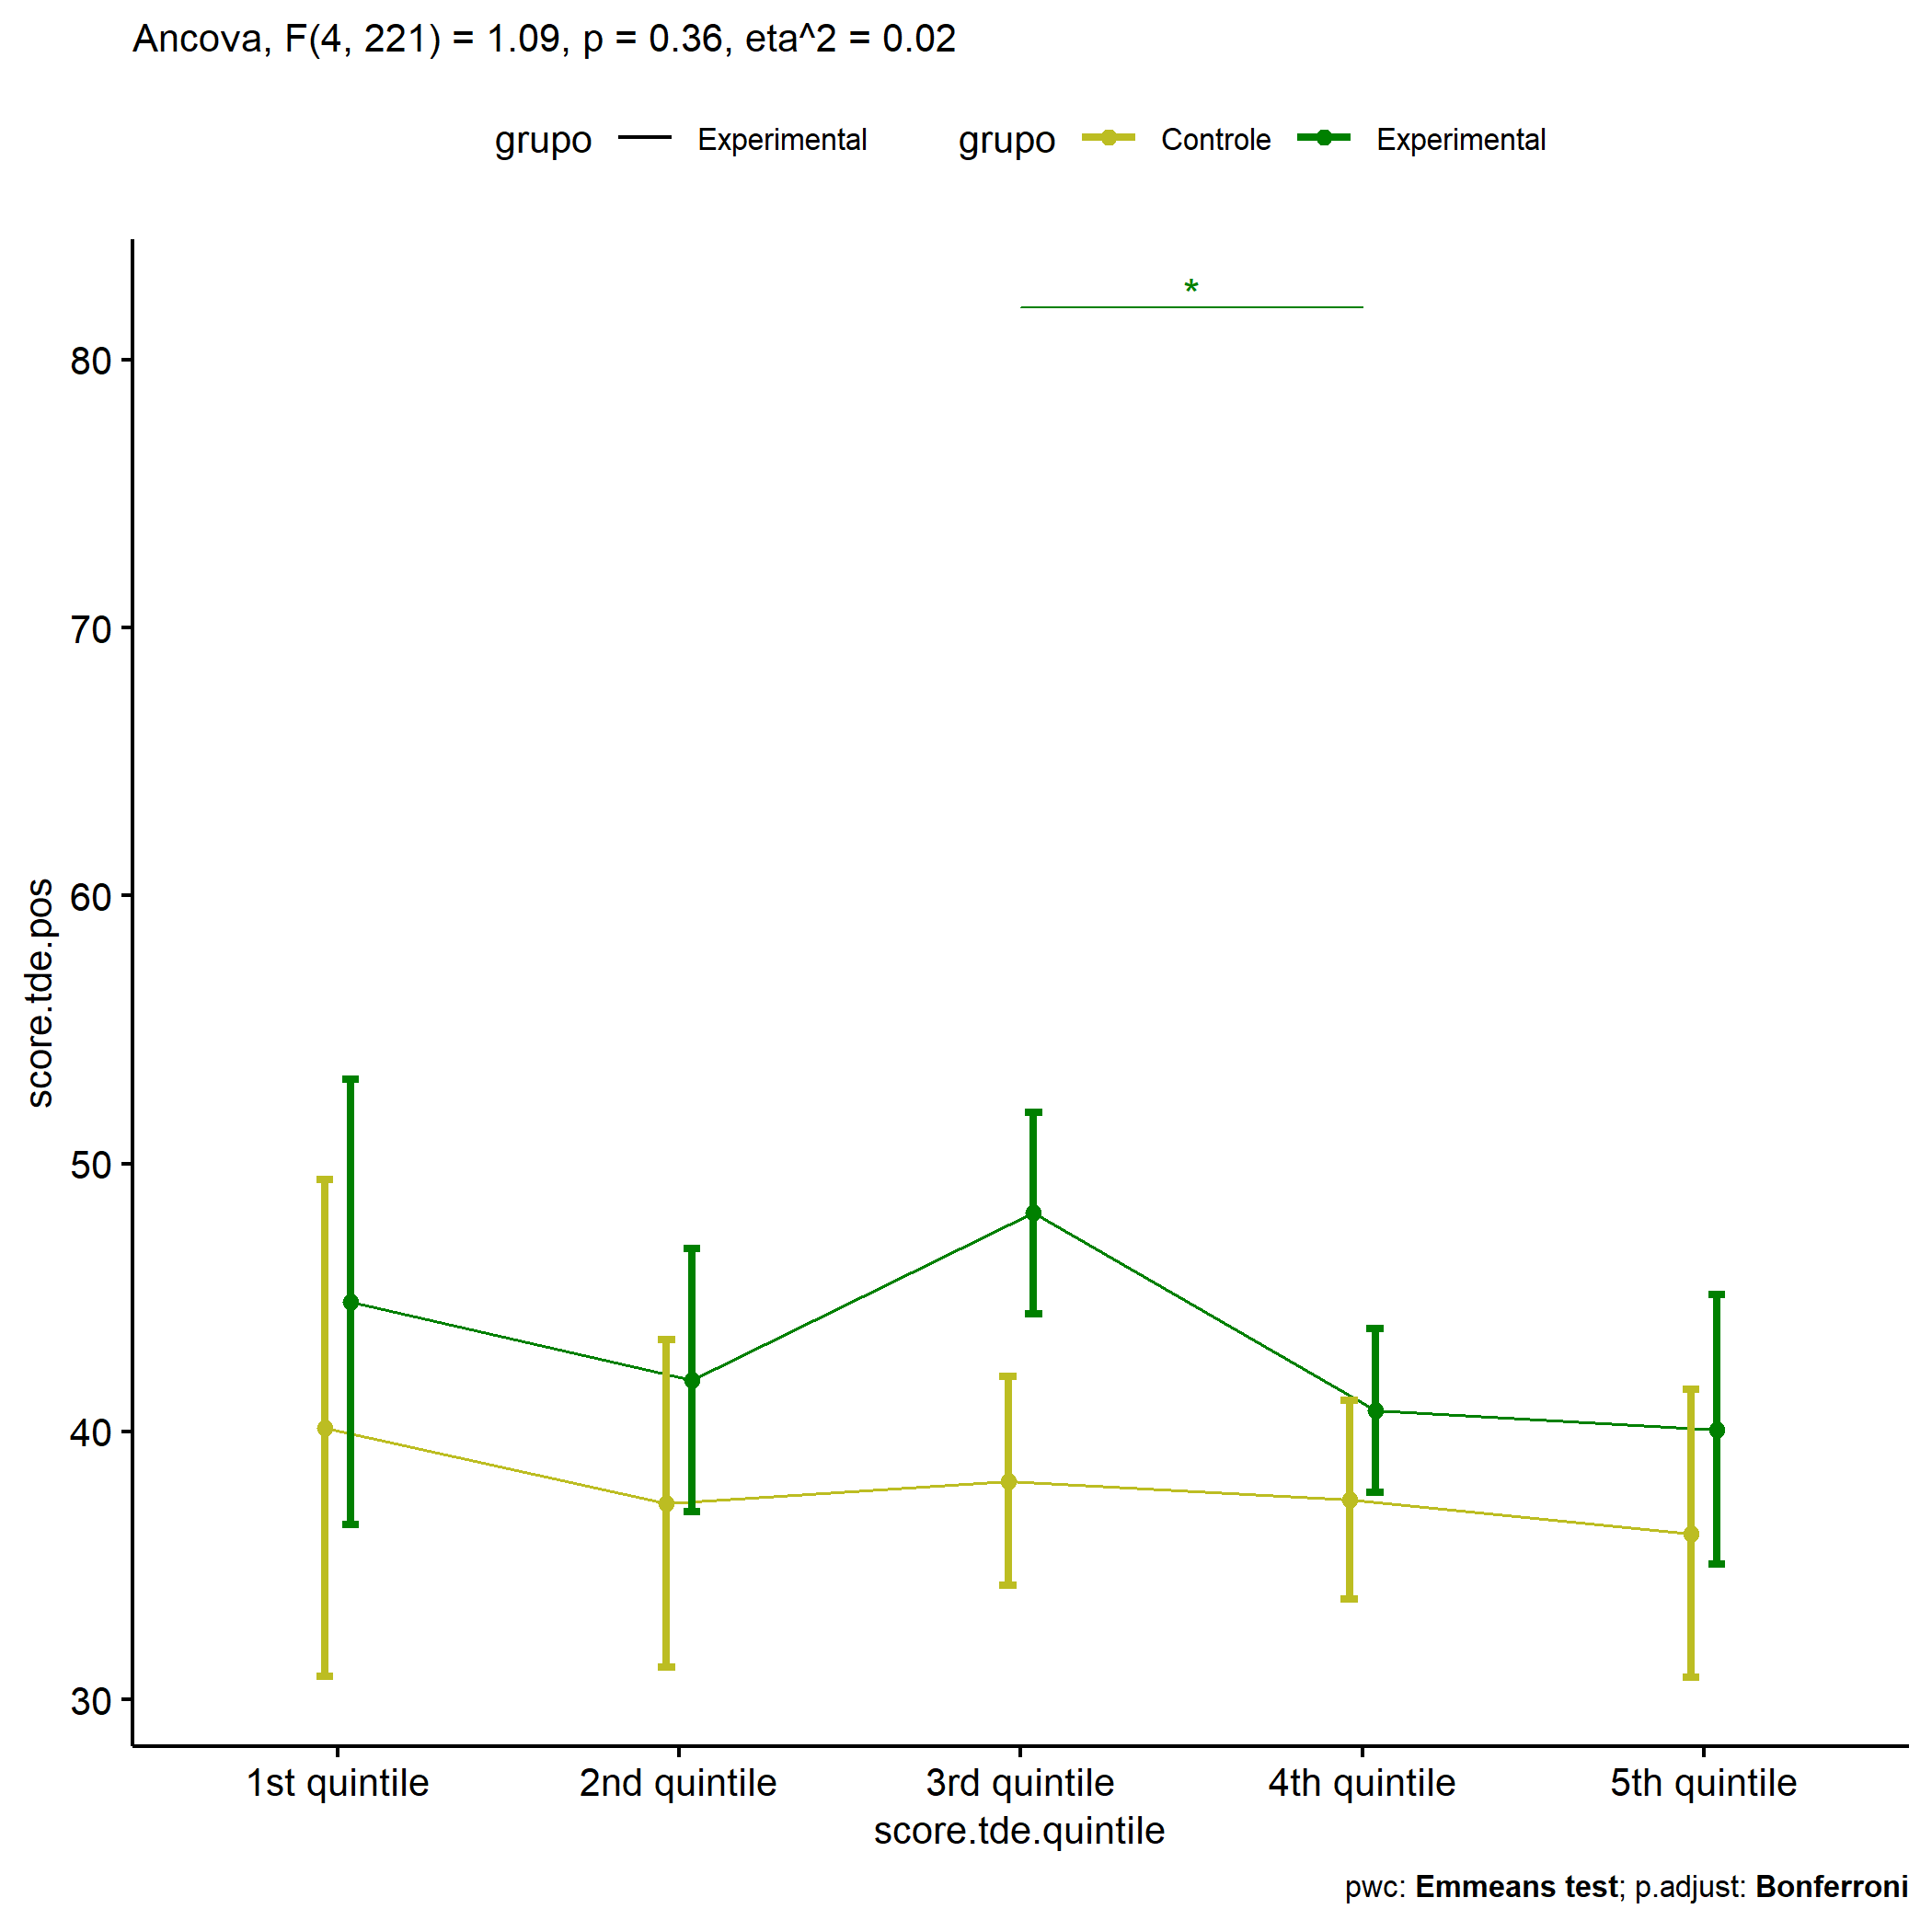 Ancova, F(4, 221) = 1.09, p = 0.36, eta^2 = 0.02
grupo Experimental grupo Controle Experimental
*
80
70
60
50
40
30
score.tde.pos
1st quintile 2nd quintile 3rd quintile 4th quintile 5th quintile
score.tde.quintile
pwc: Emmeans test; p.adjust: Bonferroni